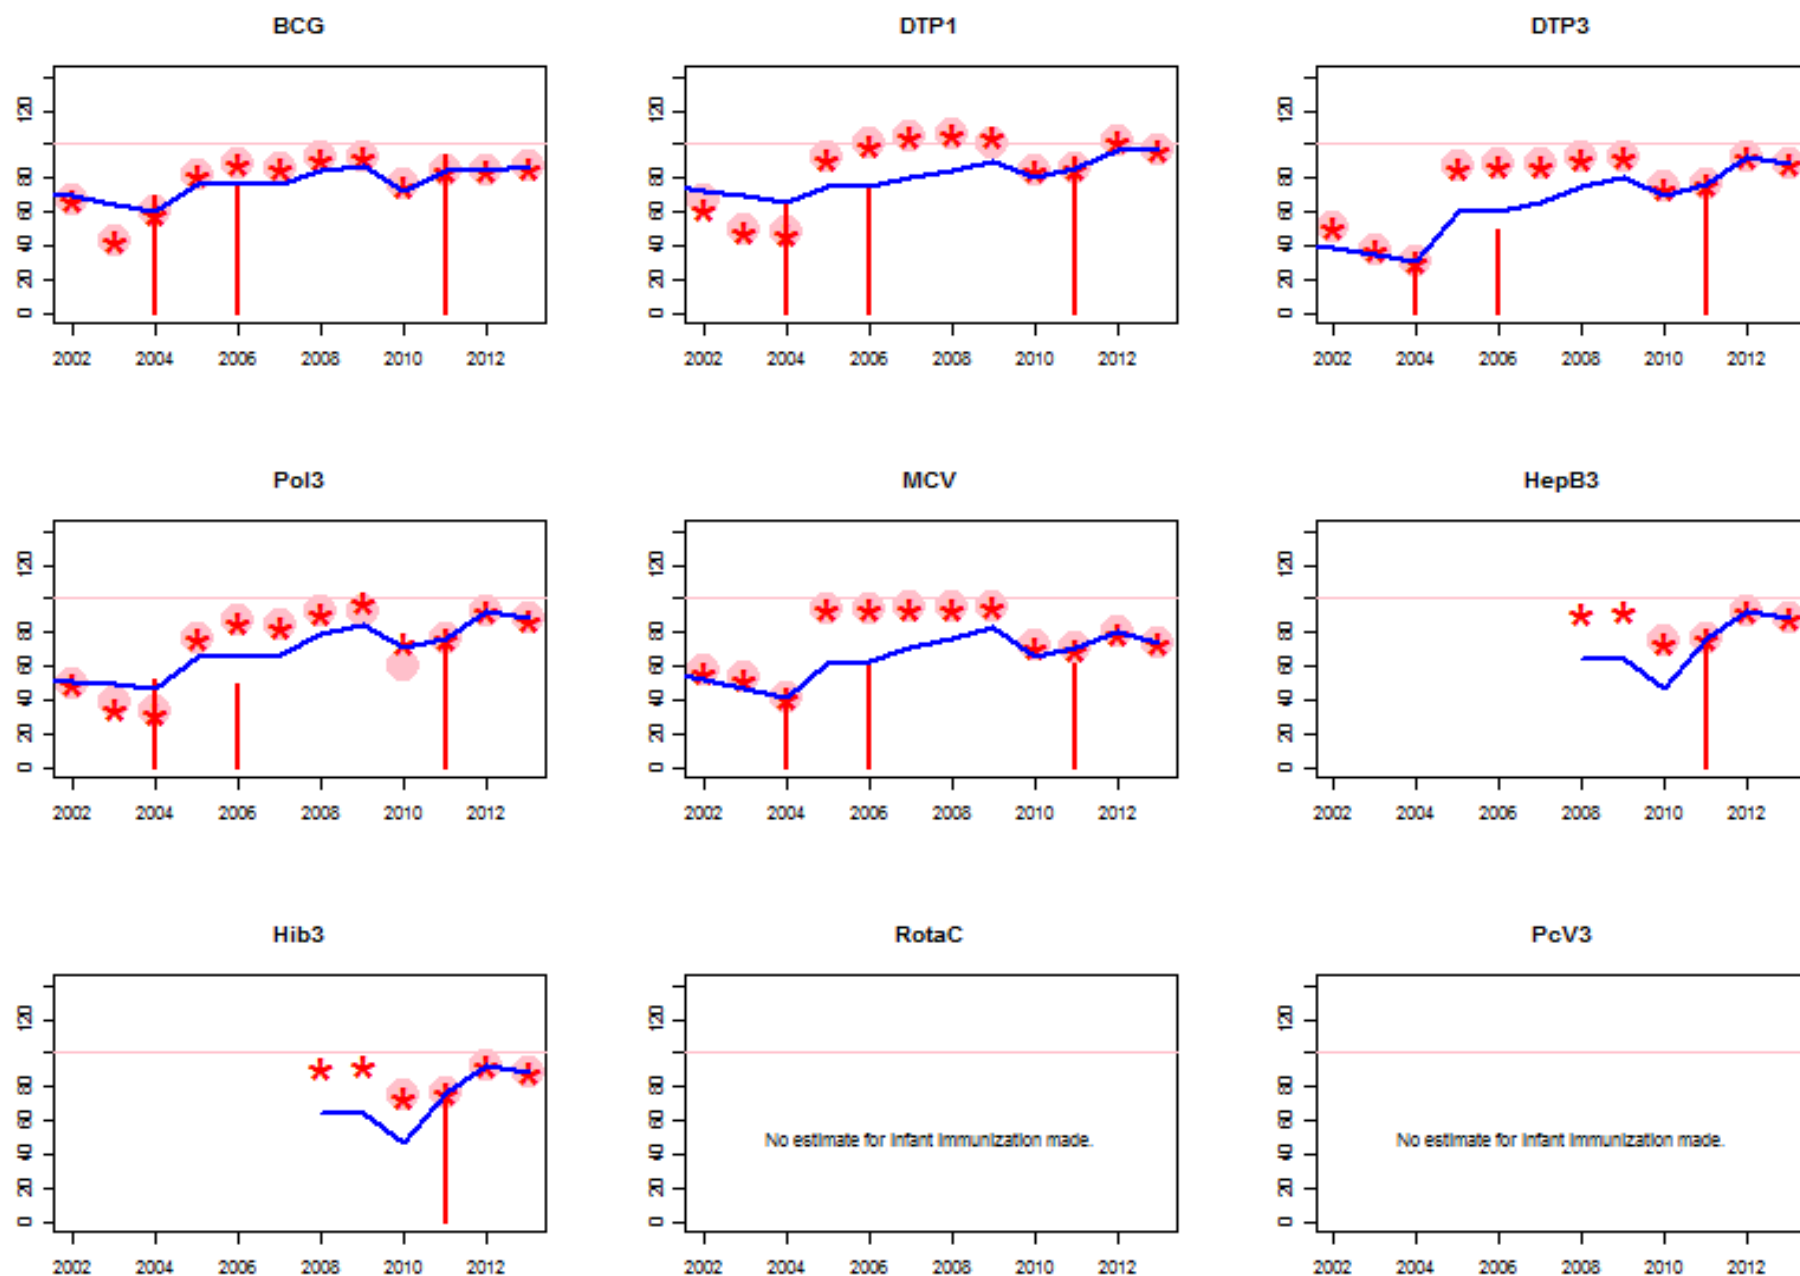 BCG DTP1 DTP3
120 120 120
80 80 80
60 60 60
40 40 40
20 20 20
0 0 0
2002 2004 2006 2008 2010 2012 2002 2004 2006 2008 2010 2012 2002 2004 2006 2008 2010 2012
Pol3 MCV HepB3
120 120 120
80 80 80
60 60 60
40 40 40
20 20 20
0 0 0
2002 2004 2006 2008 2010 2012 2002 2004 2006 2008 2010 2012 2002 2004 2006 2008 2010 2012
Hib3 RotaC PcV3
120 120 120
80 80 80
60 60 60
No estimate for infant immunization made. No estimate for infant immunization made.
40 40 40
20 20 20
0 0 0
2002 2004 2006 2008 2010 2012 2002 2004 2006 2008 2010 2012 2002 2004 2006 2008 2010 2012